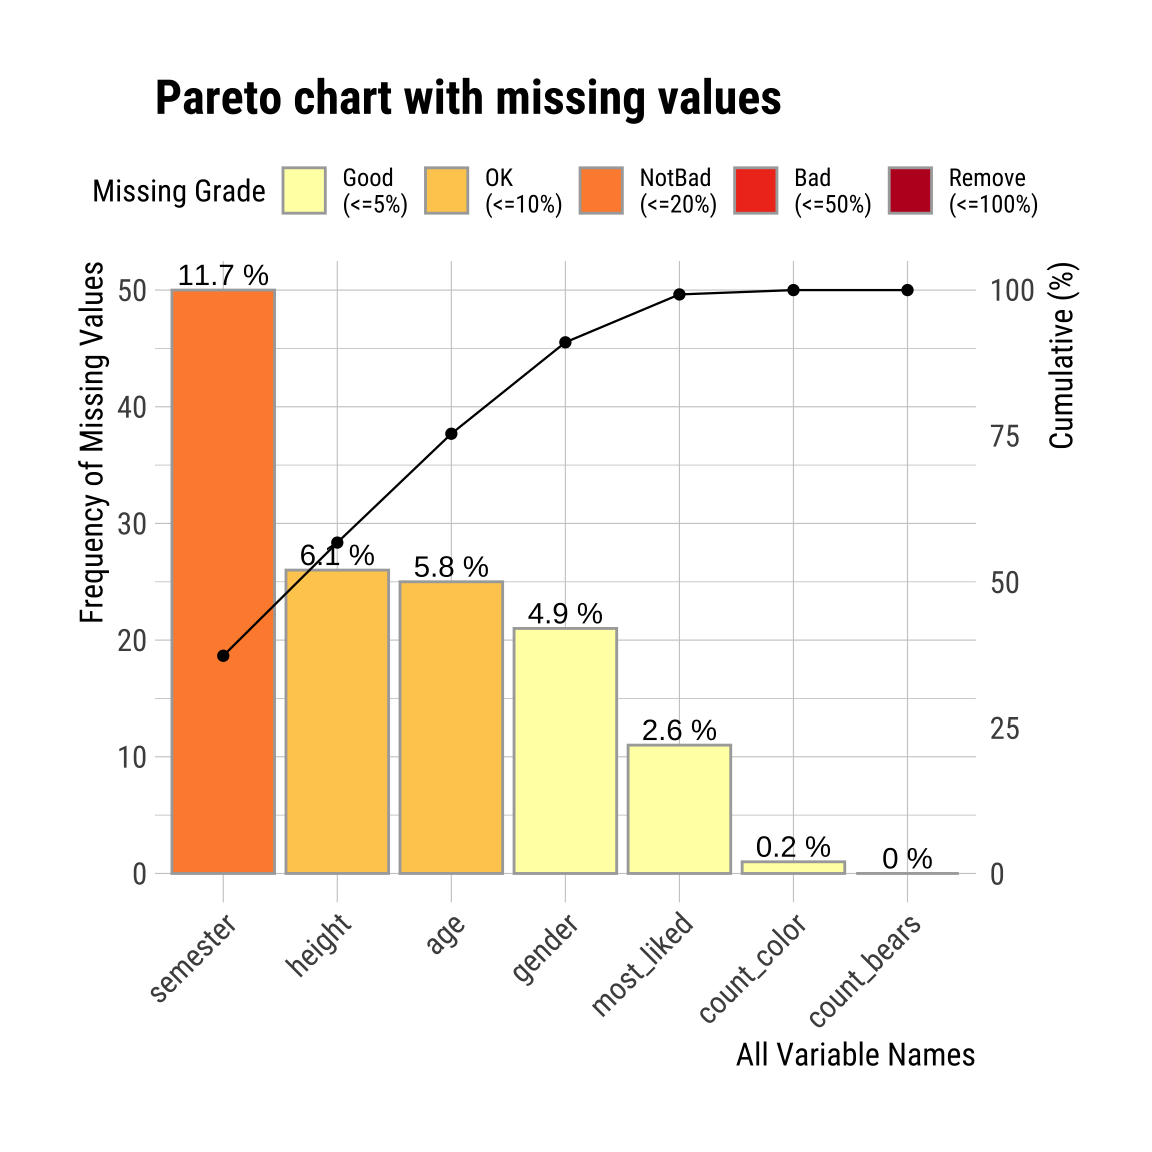 Pareto chart with missing values
Missing Grade
Good
(<=5%)
OK
(<=10%)
NotBad
(<=20%)
Bad
(<=50%)
Remove
(<=100%)
Frequency of Missing Values
50
40
30
20
10
0
11.7 %
6.1 %
5.8 %
4.9 %
2.6 %
0.2 %
0 %
100
75
50
25
0
Cumulative (%)
semester
height
age
gender
most_liked
count_color
count_bears
All Variable Names